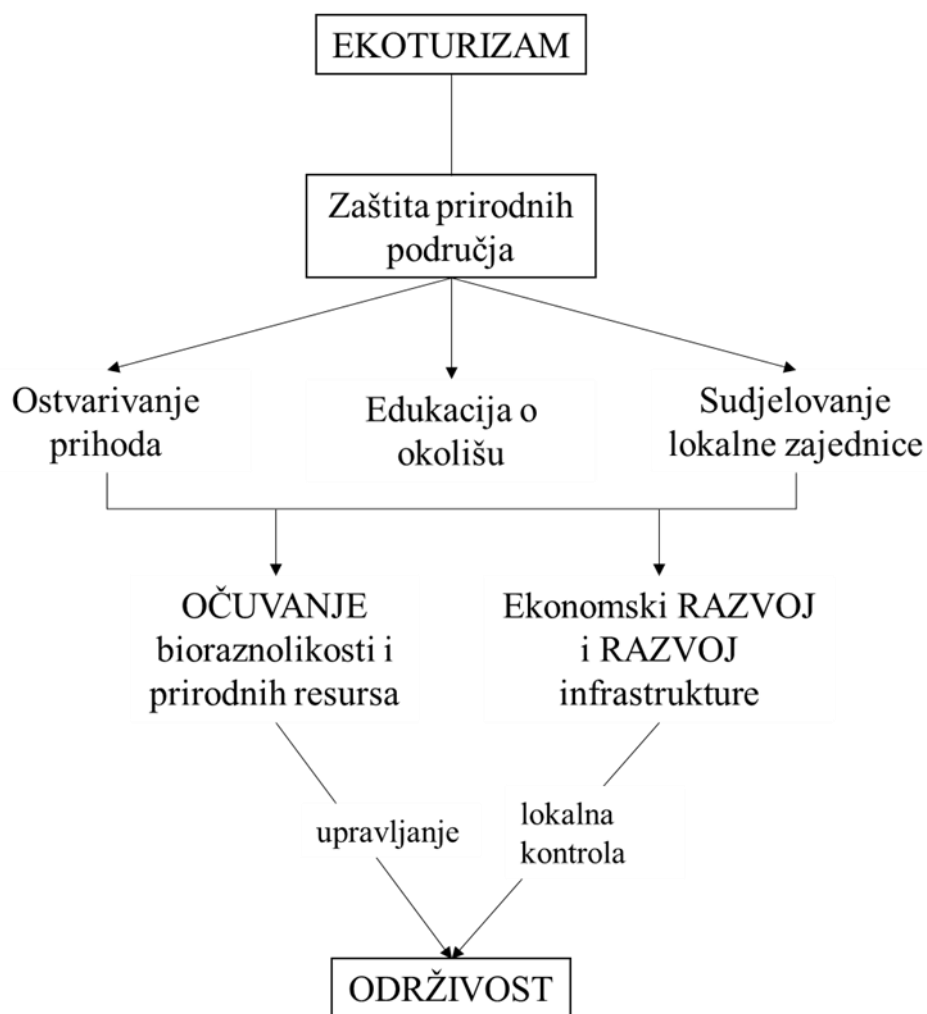 EKOTURIZAM
Zaštita prirodnih
područja
Ostvarivanje
prihoda
Edukacija o
okolišu
Sudjelovanje
lokalne zajednice
OČUVANJE
bioraznolikosti i
prirodnih resursa
Ekonomski RAZVOJ
i RAZVOJ
infrastrukture
upravljanje
lokalna
kontrola
ODRŽIVOST